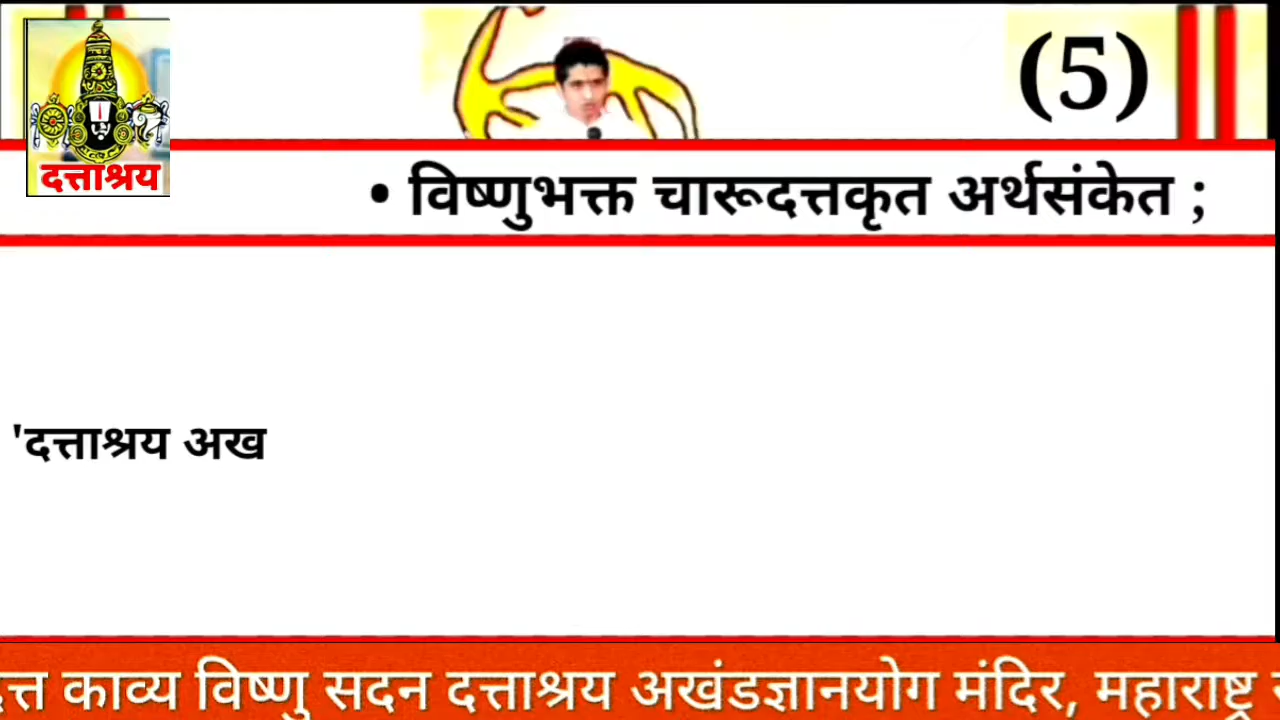 (5)
दत्ताश्रय
• विष्णुभक्त चारूदत्तकृत अर्थसंकेत ;
'दत्ताश्रय अख
काव्य विष्णु सदन दत्ताश्रय अखंडज्ञानयोग मंदिर, महाराष्ट्र